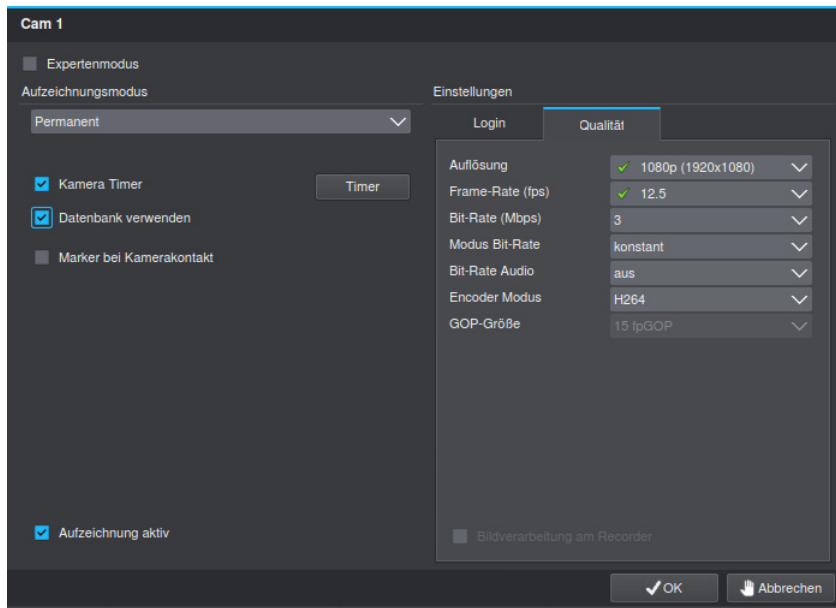 Cam 1
Expertenmodus
Aufzeichnungsmodus
Permanent
Kamera Timer
Timer
Datenbank verwenden
Marker bei Kamerakontakt
Aufzeichnung aktiv
Einstellungen
Login
Qualität
Auflösung
1080p (1920x1080)
Frame-Rate (fps)
12.5
Bit-Rate (Mbps)
3
Modus Bit-Rate
konstant
Bit-Rate Audio
aus
Encoder Modus
H264
GOP-Größe
15 fpGOP
Bildverarbeitung am Recorder
OK
Abbrechen